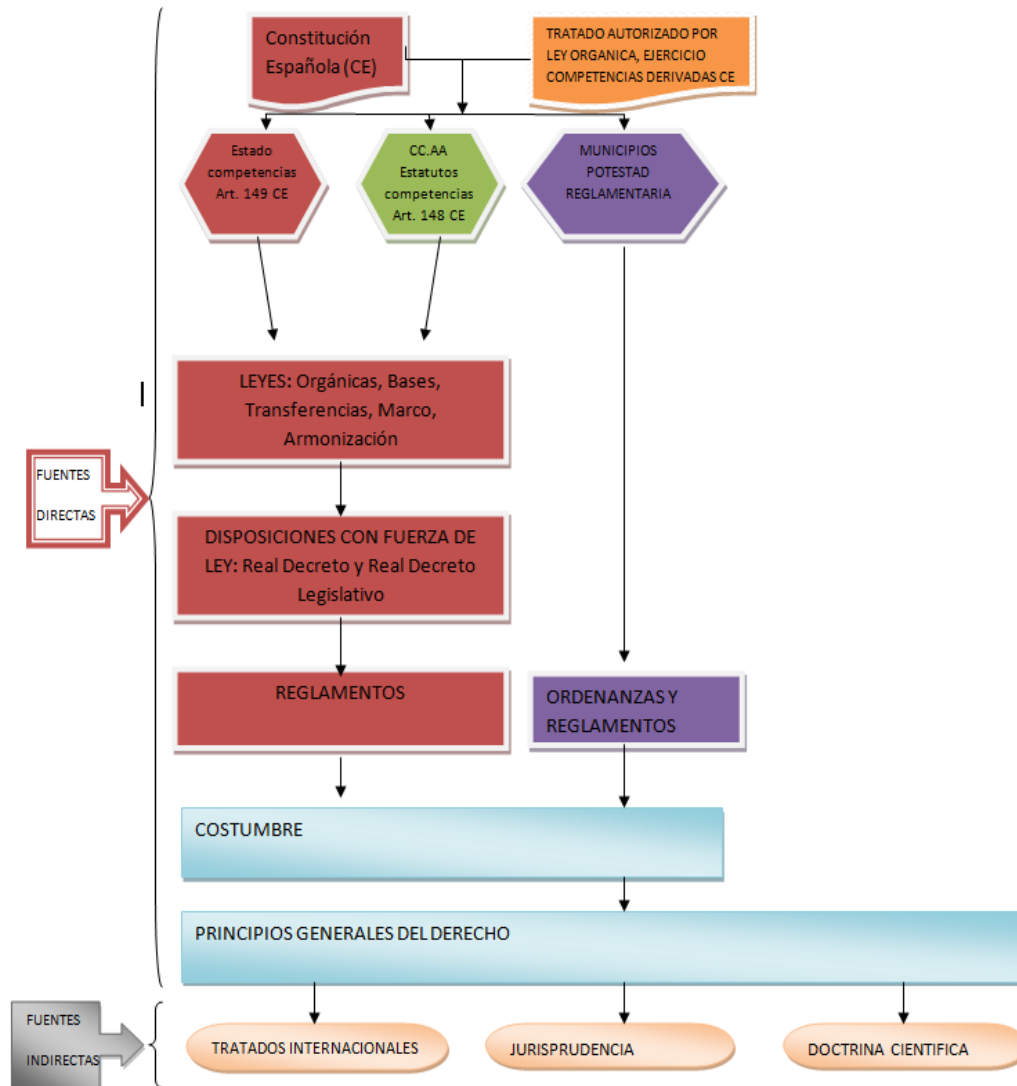 Constitución
Española (CE)
TRATADO AUTORIZADO POR
LEY ORGANICA, EJERCICIO
COMPETENCIAS DERIVADAS CE
Estado
competencias
Art. 149 CE
CC.AA
Estatutos
competencias
Art. 148 CE
MUNICIPIOS
POTESTAD
REGLAMENTARIA
LEYES: Orgánicas, Bases,
Transferencias, Marco,
Armonización
FUENTES
DIRECTAS
DISPOSICIONES CON FUERZA DE
LEY: Real Decreto y Real Decreto
Legislativo
REGLAMENTOS
ORDENANZAS Y
REGLAMENTOS
COSTUMBRE
PRINCIPIOS GENERALES DEL DERECHO
FUENTES
INDIRECTAS
TRATADOS INTERNACIONALES
JURISPRUDENCIA
DOCTRINA CIENTIFICA